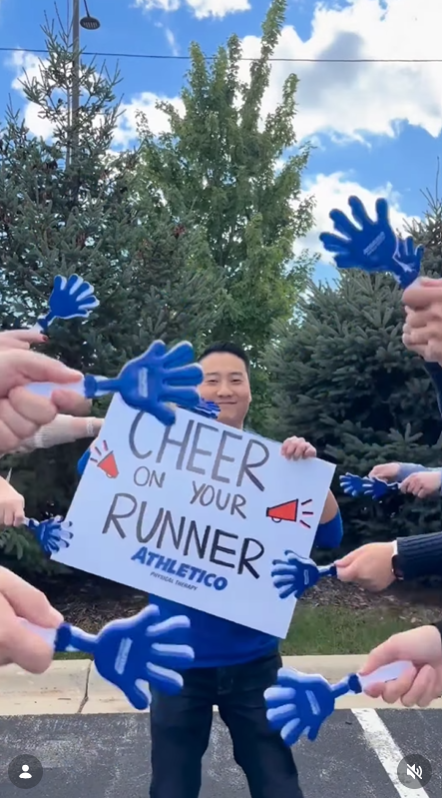 CHEER
ON YOUR
RUNNER
ATHLETICO
PHYSICAL THERAPY